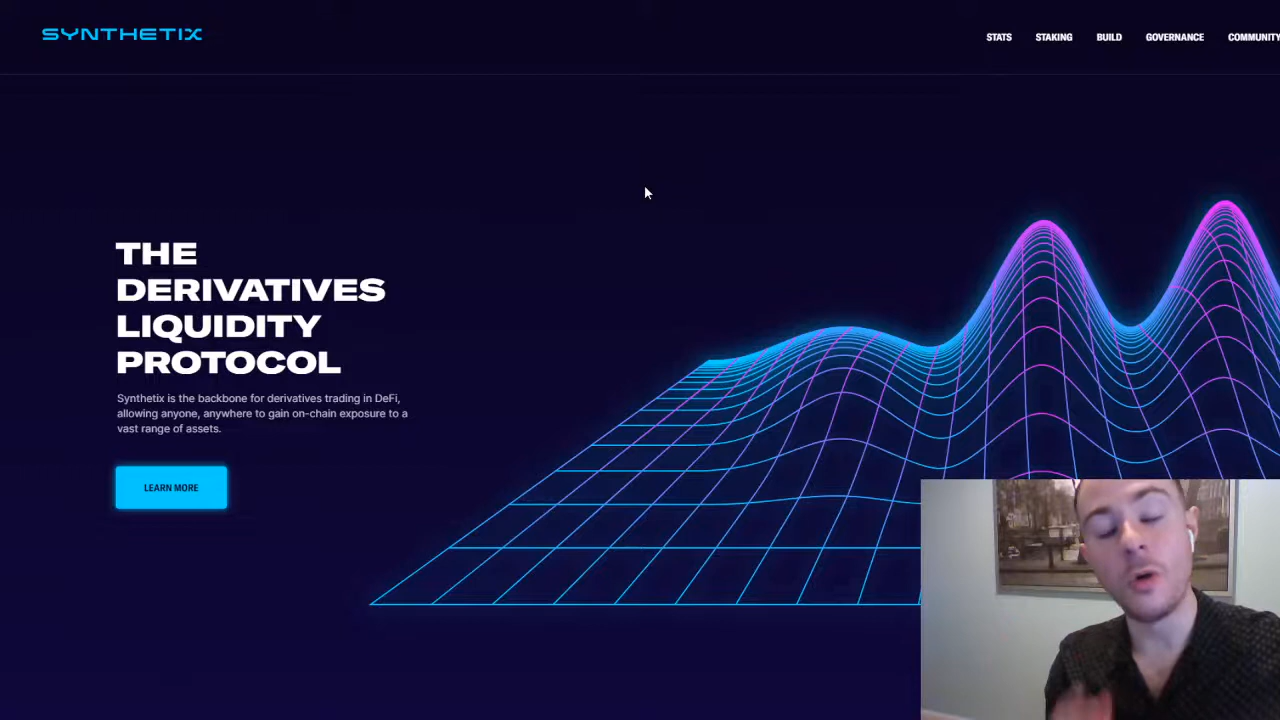 SYNTHETIX
STATS STAKING BUILD GOVERNANCE COMMUNITY
THE
DERIVATIVES
LIQUIDITY
PROTOCOL
Synthetix is the backbone for derivatives trading in DeFi,
allowing anyone, anywhere to gain on-chain exposure to a
vast range of assets.
LEARN MORE